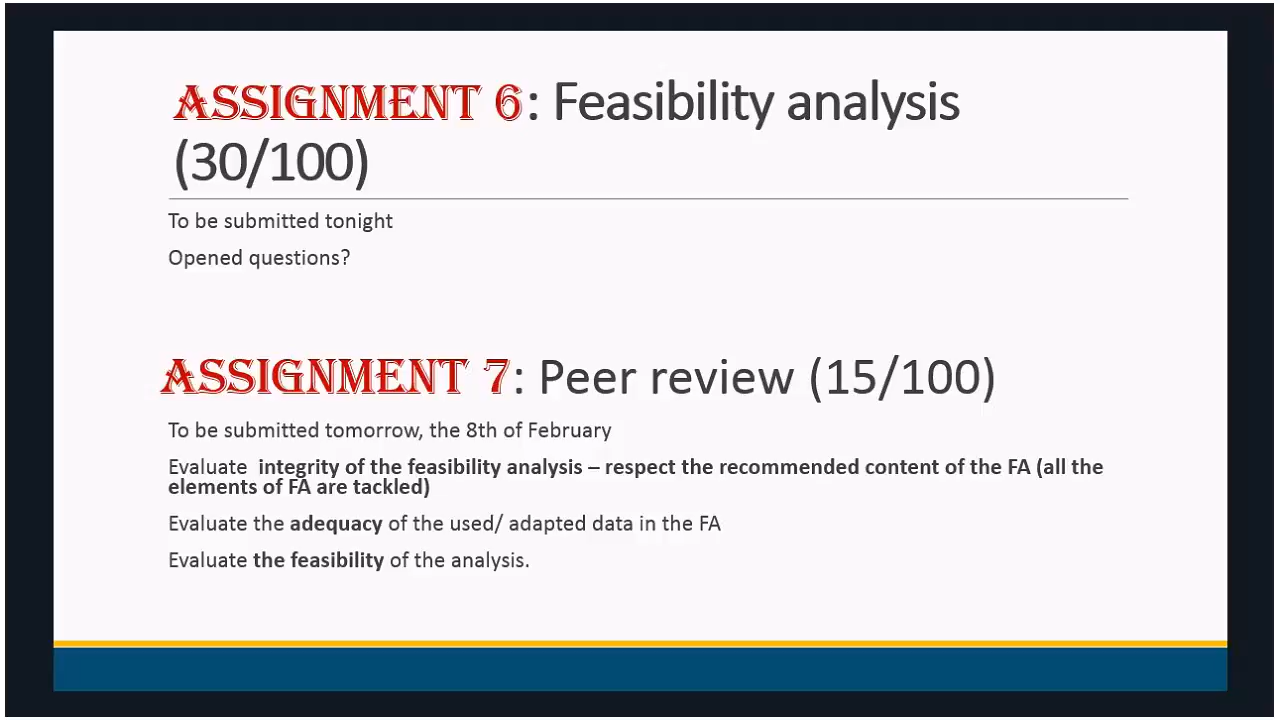 ASSIGNMENT 6: Feasibility analysis
(30/100)
To be submitted tonight
Opened questions?
ASSIGNMENT 7: Peer review (15/100)
To be submitted tomorrow, the 8th of February
Evaluate integrity of the feasibility analysis – respect the recommended content of the FA (all the
elements of FA are tackled)
Evaluate the adequacy of the used/ adapted data in the FA
Evaluate the feasibility of the analysis.